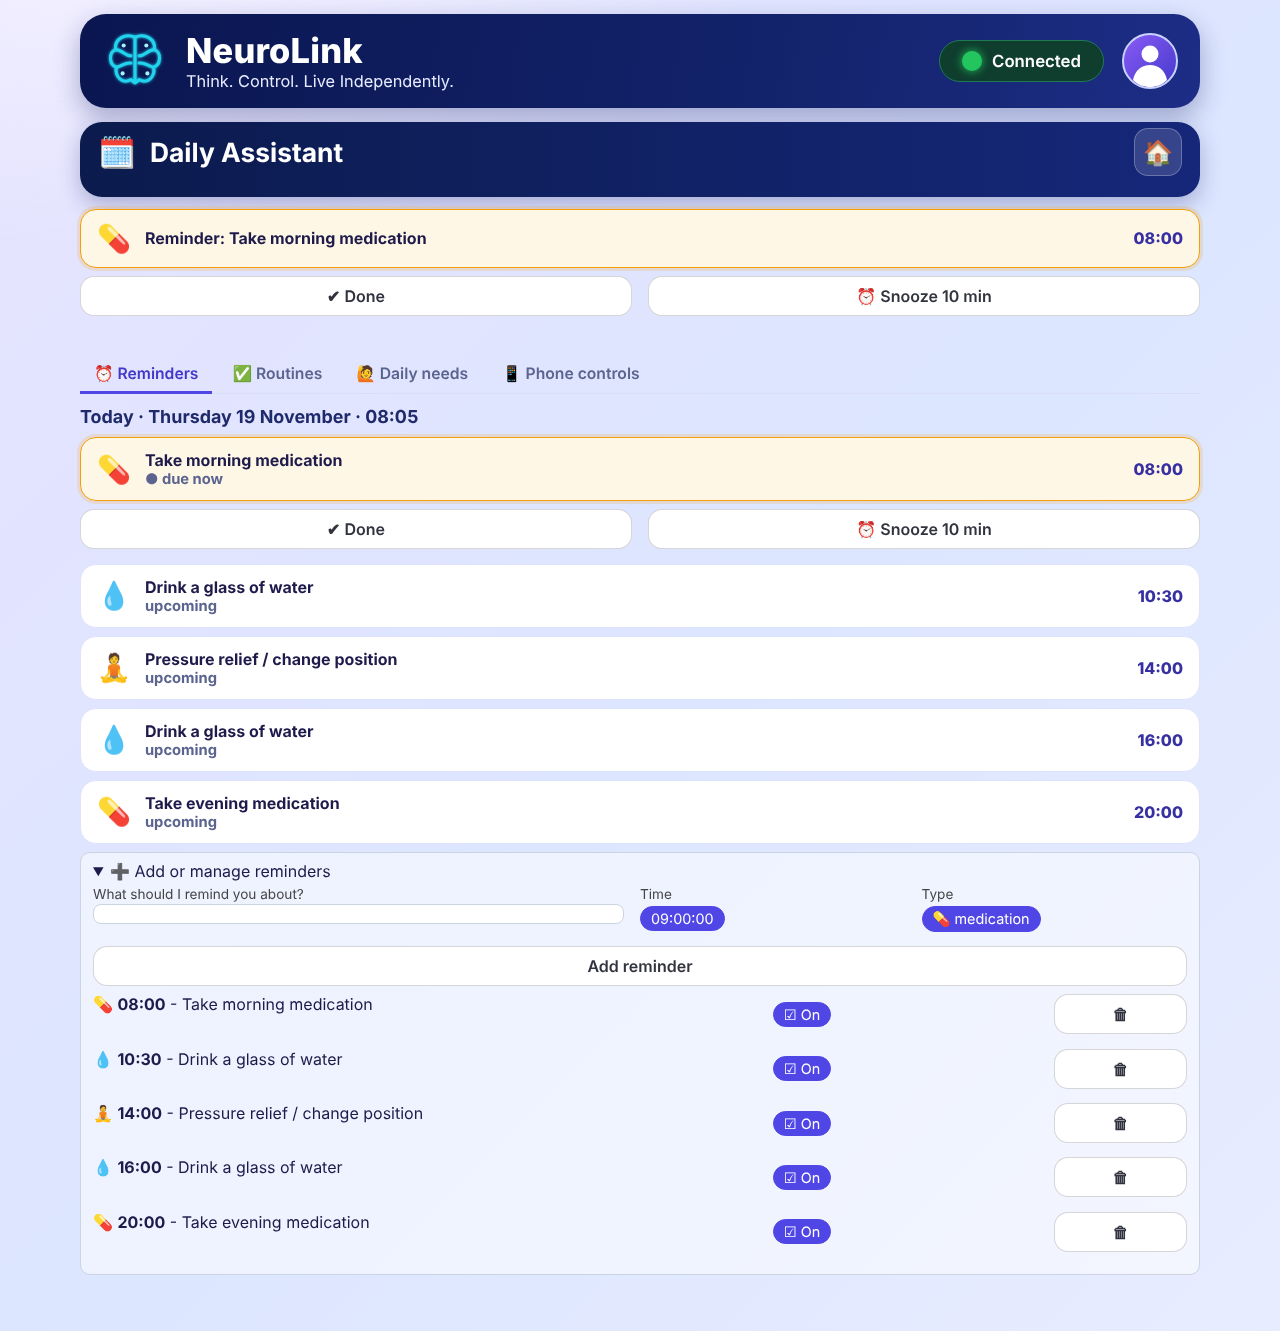 NeuroLink
Think. Control. Live Independently.
Connected
Daily Assistant
Reminder: Take morning medication 08:00
✔ Done ⏰ Snooze 10 min
⏰ Reminders ✅ Routines 🙋 Daily needs 📱 Phone controls
Today · Thursday 19 November · 08:05
Take morning medication
● due now
08:00
✔ Done ⏰ Snooze 10 min
Drink a glass of water
upcoming
10:30
Pressure relief / change position
upcoming
14:00
Drink a glass of water
upcoming
16:00
Take evening medication
upcoming
20:00
▼ ➕ Add or manage reminders
What should I remind you about? Time Type
09:00:00 💊 medication
Add reminder
💊 08:00 - Take morning medication ☑ On 🗑
💧 10:30 - Drink a glass of water ☑ On 🗑
🧘 14:00 - Pressure relief / change position ☑ On 🗑
💧 16:00 - Drink a glass of water ☑ On 🗑
💊 20:00 - Take evening medication ☑ On 🗑